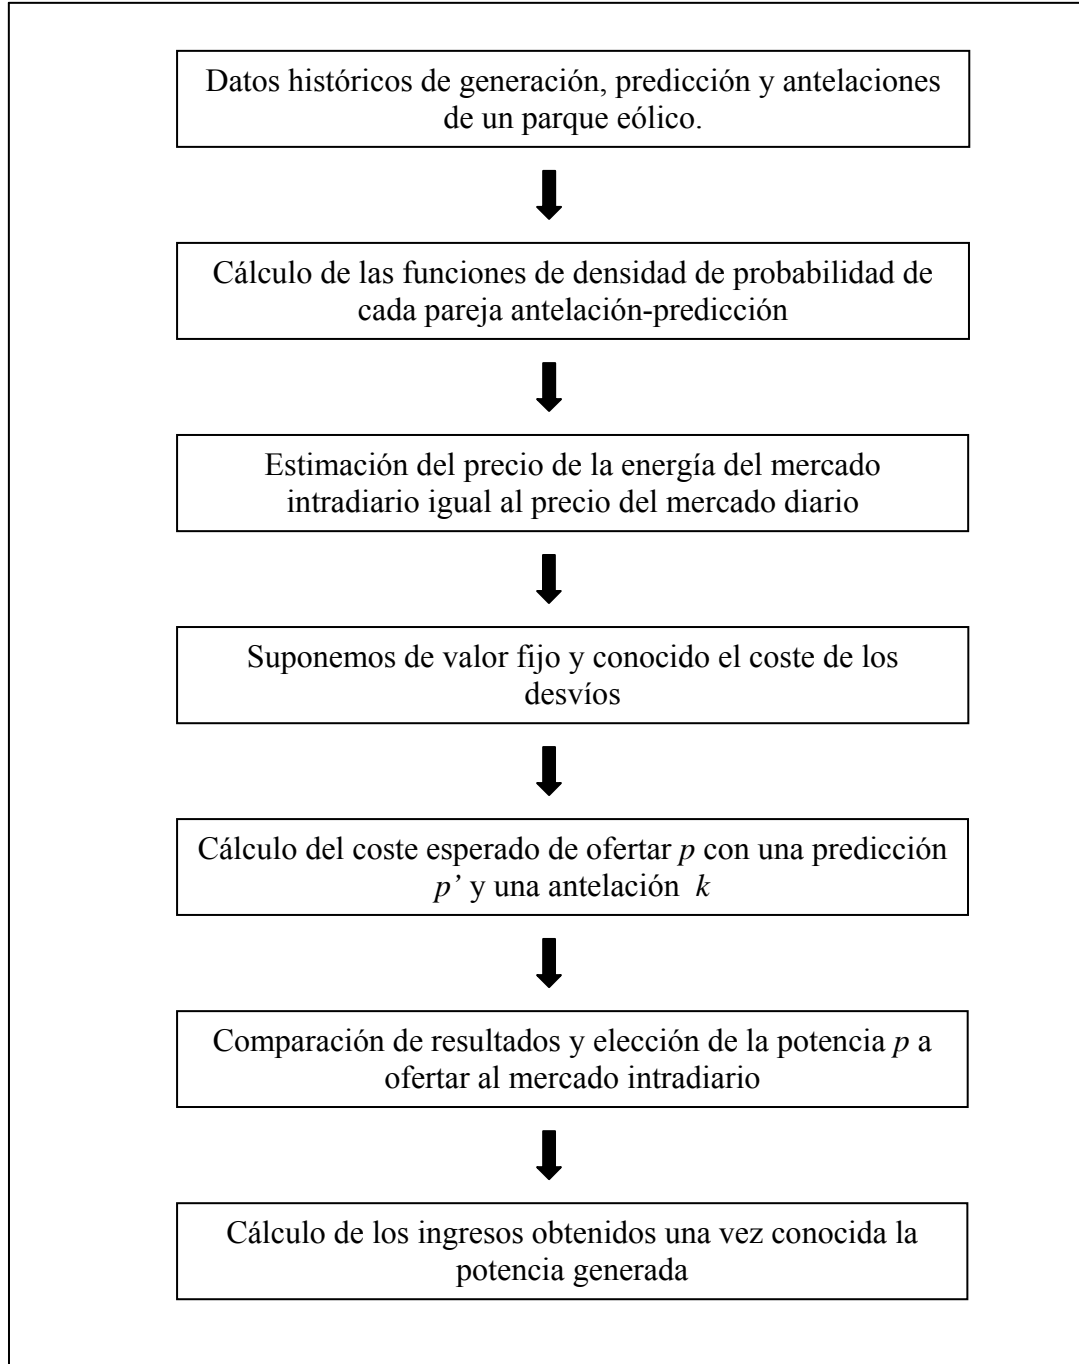 Datos históricos de generación, predicción y antelaciones
de un parque eólico.
Cálculo de las funciones de densidad de probabilidad de
cada pareja antelación-predicción
Estimación del precio de la energía del mercado
intradiario igual al precio del mercado diario
Suponemos de valor fijo y conocido el coste de los
desvíos
Cálculo del coste esperado de ofertar p con una predicción
p’ y una antelación k
Comparación de resultados y elección de la potencia p a
ofertar al mercado intradiario
Cálculo de los ingresos obtenidos una vez conocida la
potencia generada